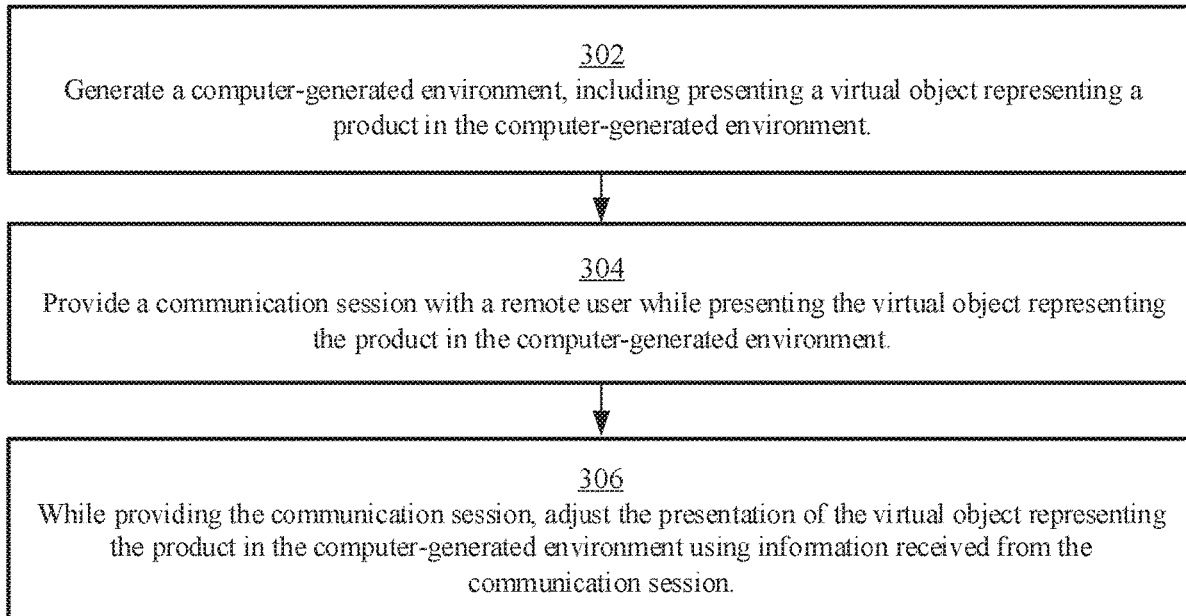 302
Generate a computer-generated environment, including presenting a virtual object representing a
product in the computer-generated environment.
304
Provide a communication session with a remote user while presenting the virtual object representing
the product in the computer-generated environment.
306
While providing the communication session, adjust the presentation of the virtual object representing
the product in the computer-generated environment using information received from the
communication session.